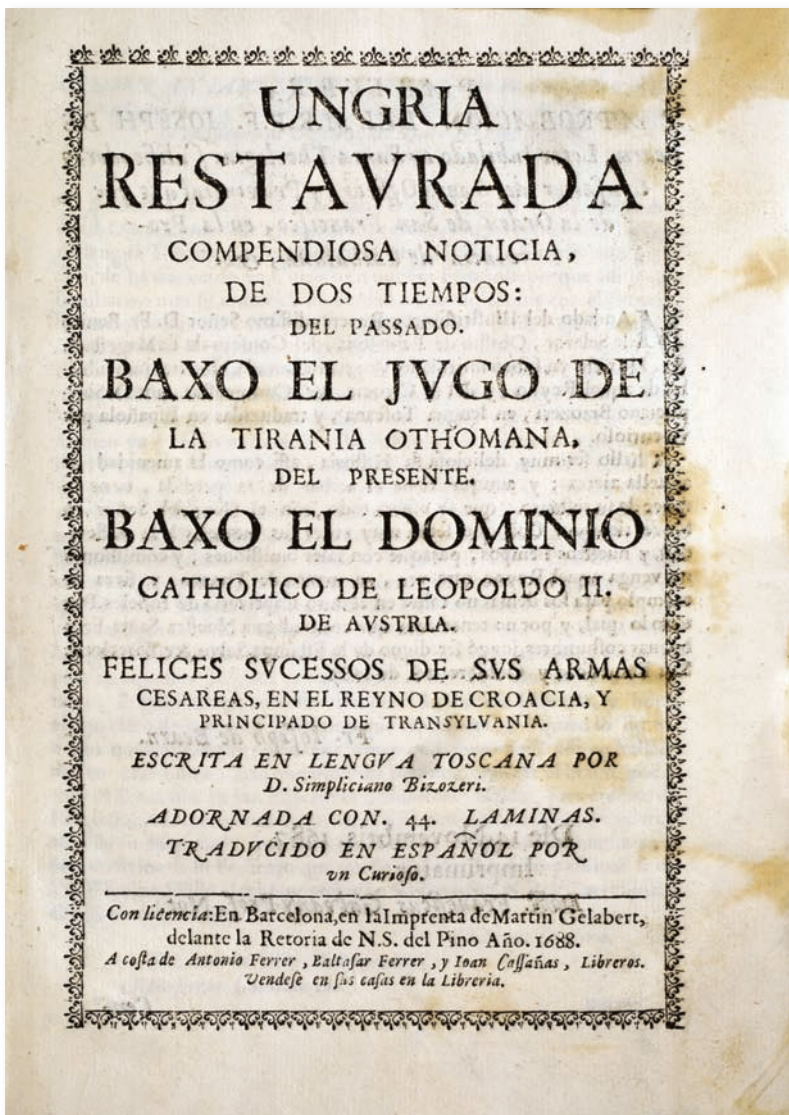 UNGRIA
RESTAVRADA
COMPENDIOSA NOTICIA,
DE DOS TIEMPOS:
DEL PASSADO.
BAXO EL JVGO DE
LA TIRANIA OTHOMANA,
DEL PRESENTE.
BAXO EL DOMINIO
CATHOLICO DE LEOPOLDO II.
DE AVSTRIA.
FELICES SVCESSOS DE SVS ARMAS
CESAREAS, EN EL REYNO DE CROACIA, Y
PRINCIPADO DE TRANSYLVANIA.
ESCRITA EN LENGVA TOSCANA POR
D. Simpliciano Bizozeri.
ADORNADA CON. 44. LAMINAS.
TRADVCIDO EN ESPAÑOL POR
vn Curioſo.
Con licencia: En Barcelona, en la Imprenta de Martin Gelabert,
delante la Retoria de N.S. del Pino Año. 1688.
A coſta de Antonio Ferrer, Baltaſar Ferrer, y Ioan Caſſañas, Libreros.
Vendeſe en ſus caſas en la Libreria.